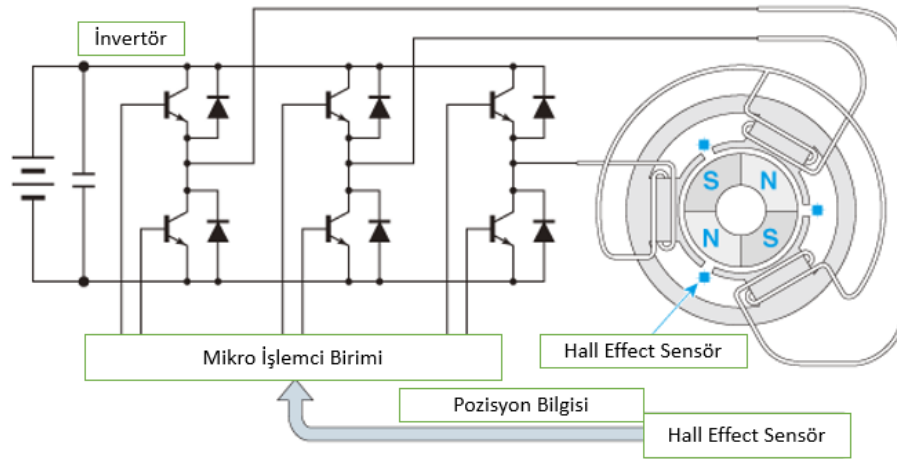 İnvertör
S
N
N
S
Hall Effect Sensör
Mikro İşlemci Birimi
Pozisyon Bilgisi
Hall Effect Sensör